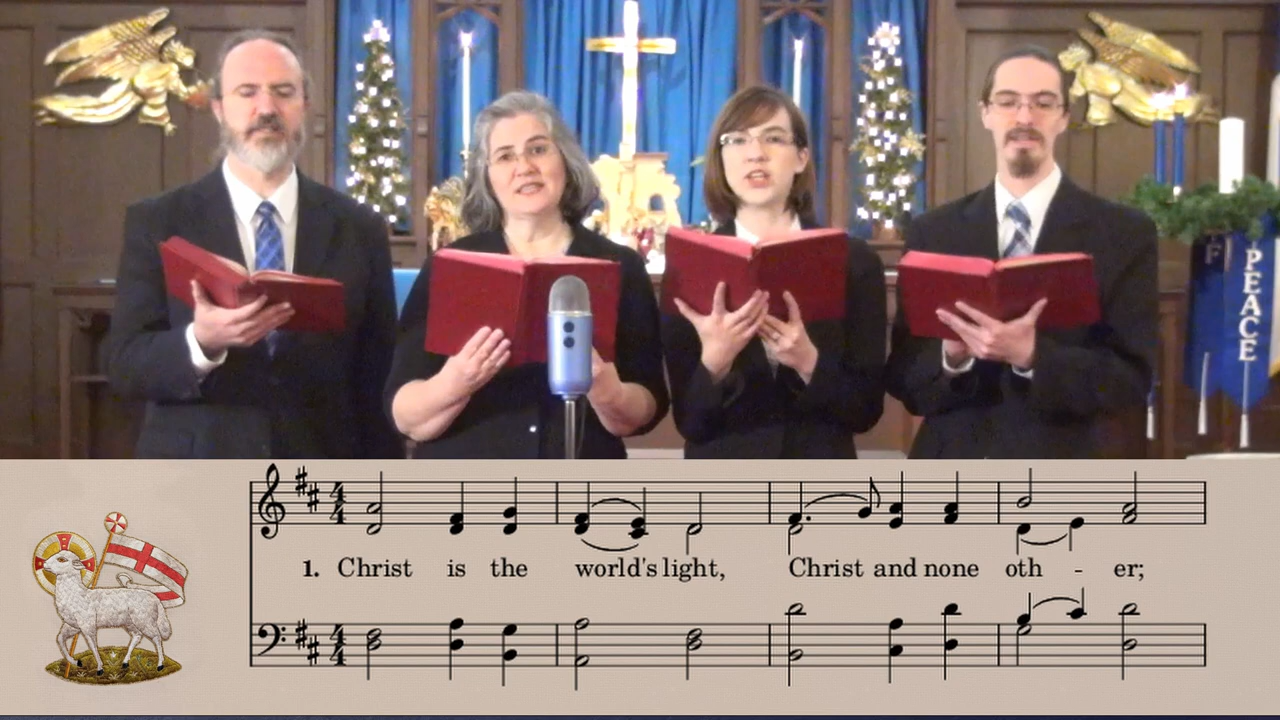 F
PEACE
1. Christ is the world's light, Christ and none oth - er;